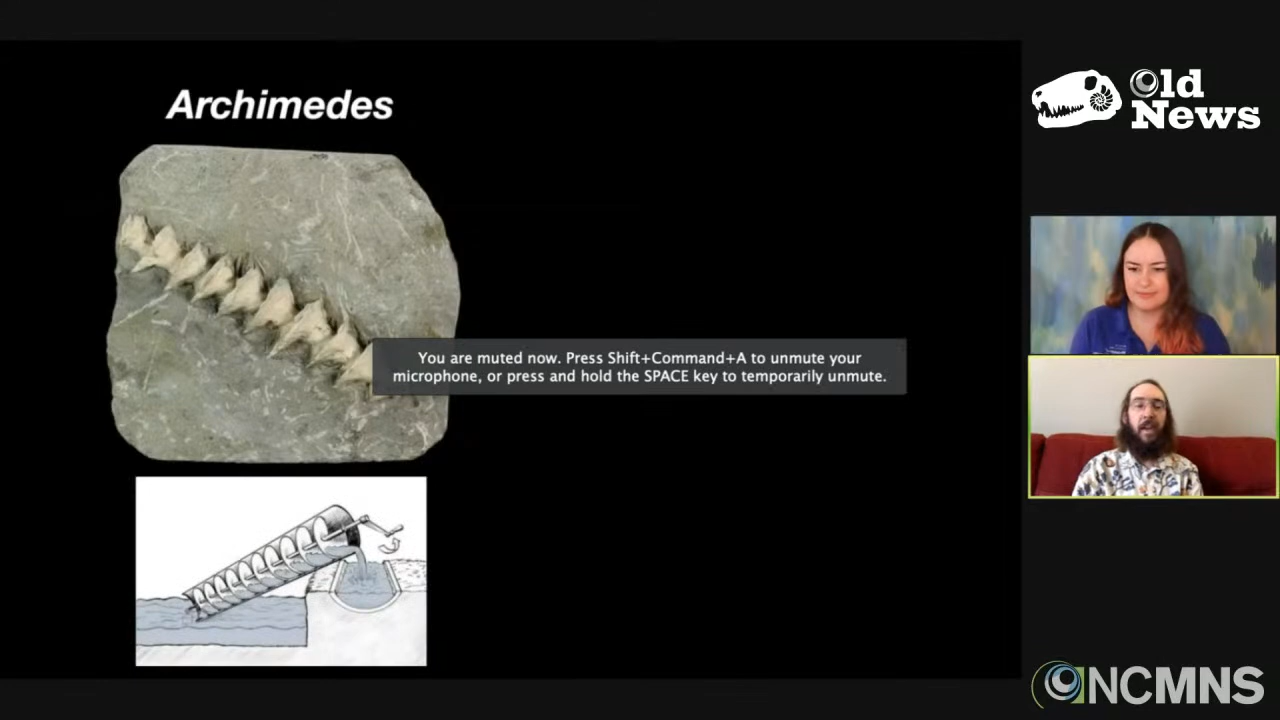 Archimedes
Old
News
You are muted now. Press Shift+Command+A to unmute your
microphone, or press and hold the SPACE key to temporarily unmute.
NCMNS